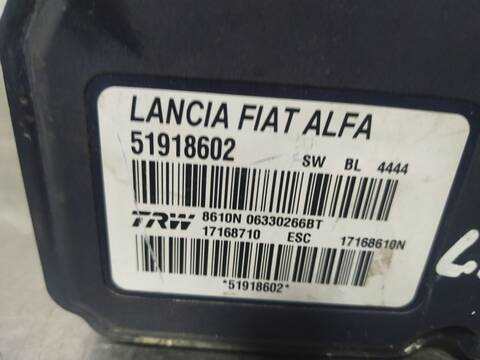 LANCIA FIAT ALFA
51918602 SW BL 4444
TRW 8610N 06330266BT
17168710 ESC 17168610N
*51918602*